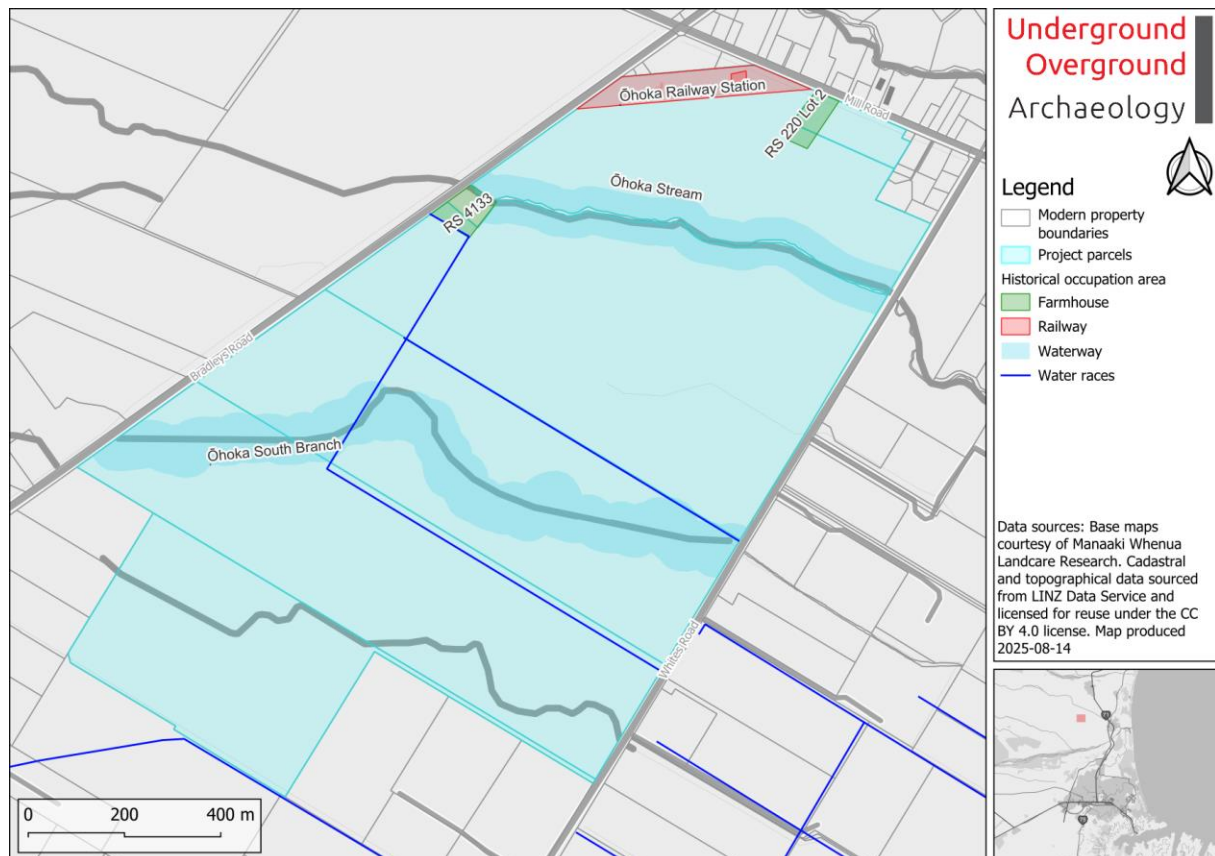 Ōhoka Railway Station
Mill Road
RS 220 Lot 2
Ōhoka Stream
RS 4133
Bradleys Road
Ōhoka South Branch
Whites Road
0 200 400 m
Underground
Overground
Archaeology
Legend
Modern property
boundaries
Project parcels
Historical occupation area
Farmhouse
Railway
Waterway
Water races
Data sources: Base maps
courtesy of Manaaki Whenua
Landcare Research. Cadastral
and topographical data sourced
from LINZ Data Service and
licensed for reuse under the CC
BY 4.0 license. Map produced
2025-08-14